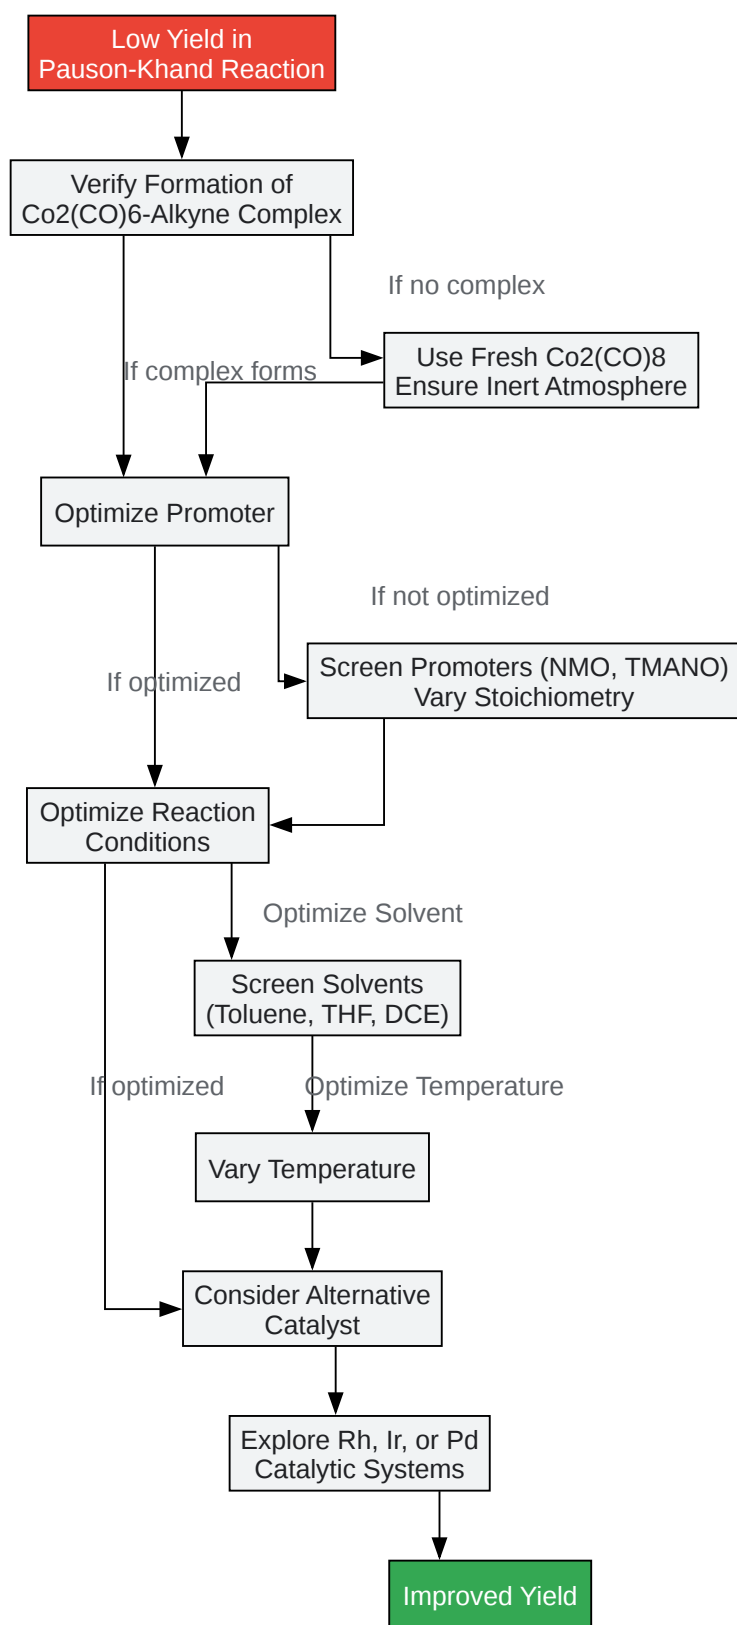 Low Yield in
Pauson-Khand Reaction
Verify Formation of
Co2(CO)6-Alkyne Complex
If no complex
Use Fresh Co2(CO)8
Ensure Inert Atmosphere
If complex forms
Optimize Promoter
If not optimized
Screen Promoters (NMO, TMANO)
Vary Stoichiometry
If optimized
Optimize Reaction
Conditions
Optimize Solvent
Screen Solvents
(Toluene, THF, DCE)
If optimized
Optimize Temperature
Vary Temperature
Consider Alternative
Catalyst
Explore Rh, Ir, or Pd
Catalytic Systems
Improved Yield